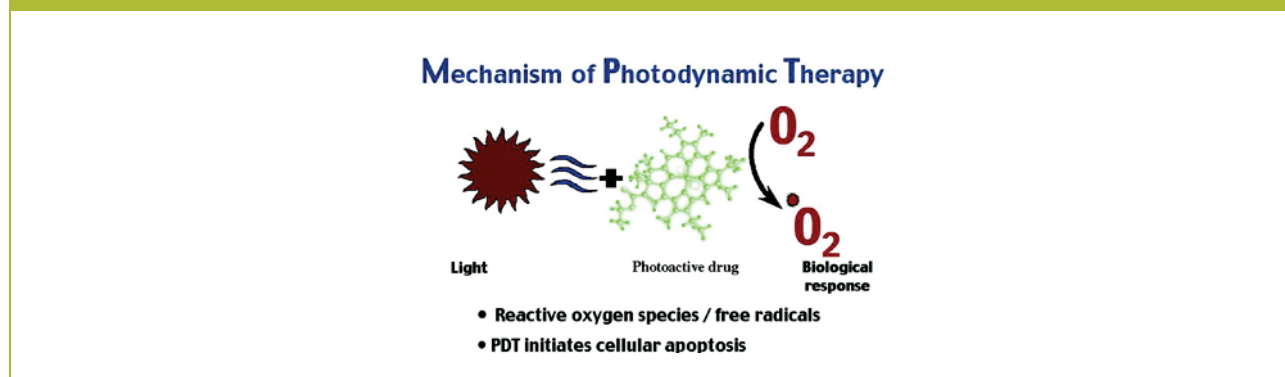 Mechanism of Photodynamic Therapy
O2
O2
Light
Photoactive drug
Biological
response
• Reactive oxygen species / free radicals
• PDT initiates cellular apoptosis